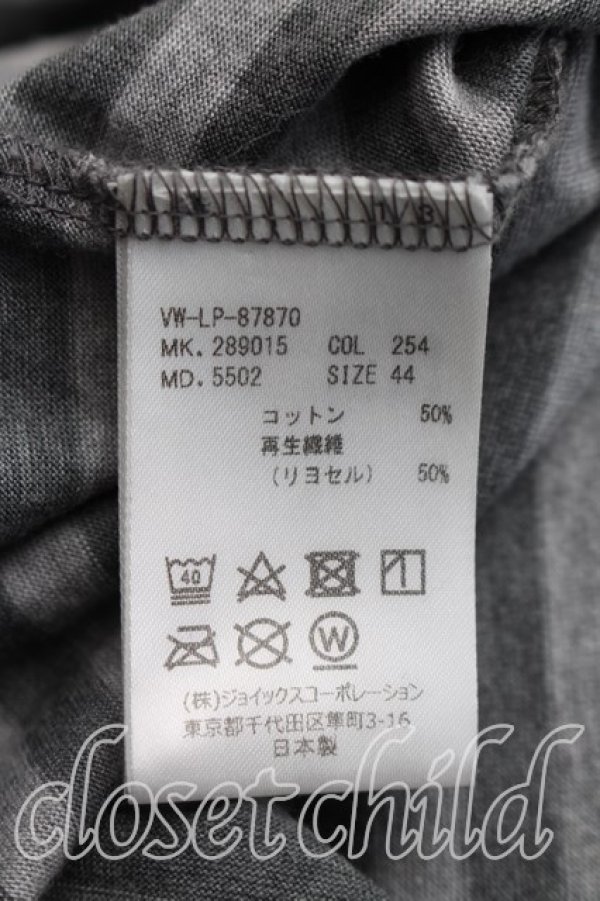 1/3
VW-LP-87870
MK. 289015 COL 254
MD. 5502 SIZE 44
コットン 50%
再生繊維
(リヨセル) 50%
40
W
(株)ジョイックスコーポレーション
東京都千代田区隼町3-16
日本製
closet child